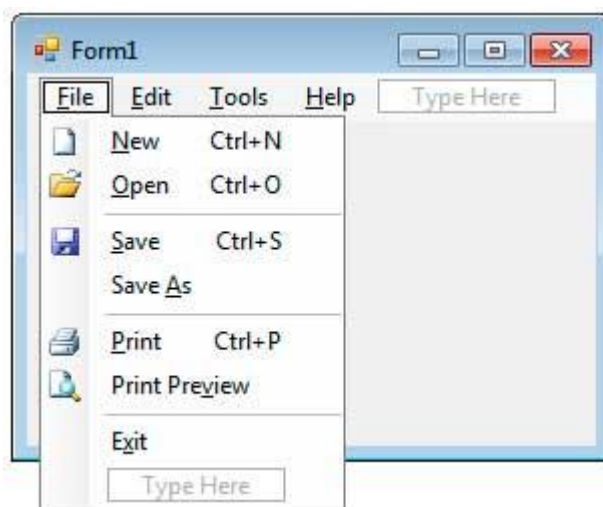 Form1
File Edit Tools Help Type Here
New Ctrl+N
Open Ctrl+O
Save Ctrl+S
Save As
Print Ctrl+P
Print Preview
Exit
Type Here